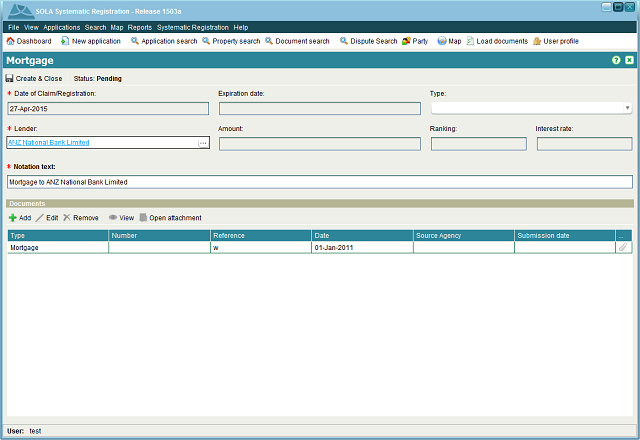 SOLA Systematic Registration - Release 1503a
File View Applications Search Map Reports Systematic Registration Help
Dashboard New application Application search Property search Document search Dispute Search Party Map Load documents User profile
Mortgage
Create & Close Status: Pending
* Date of Claim/Registration: Expiration date: Type:
27-Apr-2015
* Lender: Amount: Ranking: Interest rate:
ANZ National Bank Limited ...
* Notation text:
Mortgage to ANZ National Bank Limited
Documents
Add Edit Remove View Open attachment
Type Number Reference Date Source Agency Submission date ...
Mortgage w 01-Jan-2011
User: test